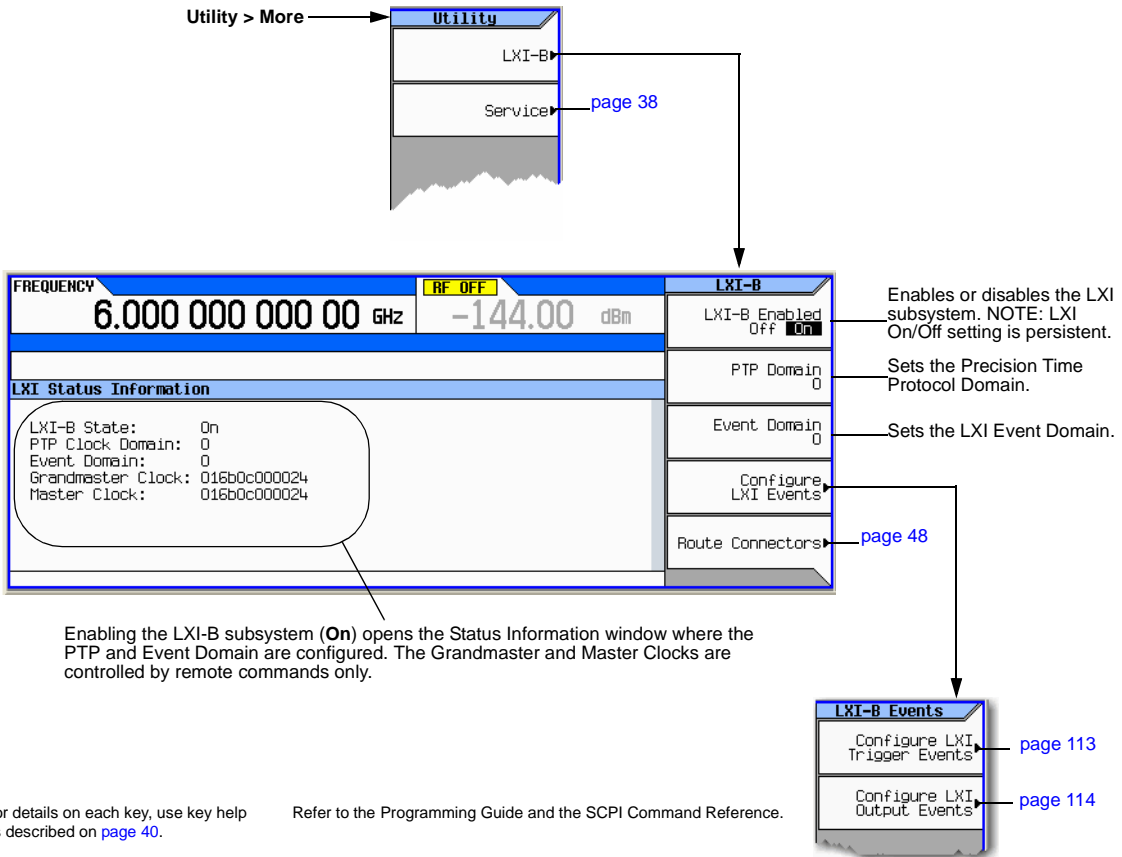 Utility > More
Utility
LXI-B
Service
page 38
FREQUENCY
6.000 000 000 00 GHz
RF OFF
-144.00 dBm
LXI Status Information
LXI-B State: On
PTP Clock Domain: 0
Event Domain: 0
Grandmaster Clock: 016b0c000024
Master Clock: 016b0c000024
LXI-B
LXI-B Enabled
Off On
PTP Domain
0
Event Domain
0
Configure
LXI Events
Route Connectors
Enables or disables the LXI
subsystem. NOTE: LXI
On/Off setting is persistent.
Sets the Precision Time
Protocol Domain.
Sets the LXI Event Domain.
page 48
Enabling the LXI-B subsystem (On) opens the Status Information window where the
PTP and Event Domain are configured. The Grandmaster and Master Clocks are
controlled by remote commands only.
LXI-B Events
Configure LXI
Trigger Events
page 113
Configure LXI
Output Events
page 114
or details on each key, use key help
s described on page 40.
Refer to the Programming Guide and the SCPI Command Reference.